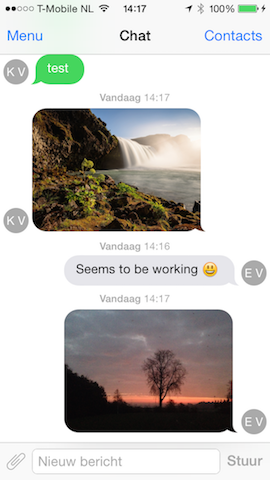 T-Mobile NL 14:17 100%
Menu Chat Contacts
test
K V
Vandaag 14:17
K V
Vandaag 14:16
Seems to be working 😃
E V
Vandaag 14:17
E V
Nieuw bericht Stuur